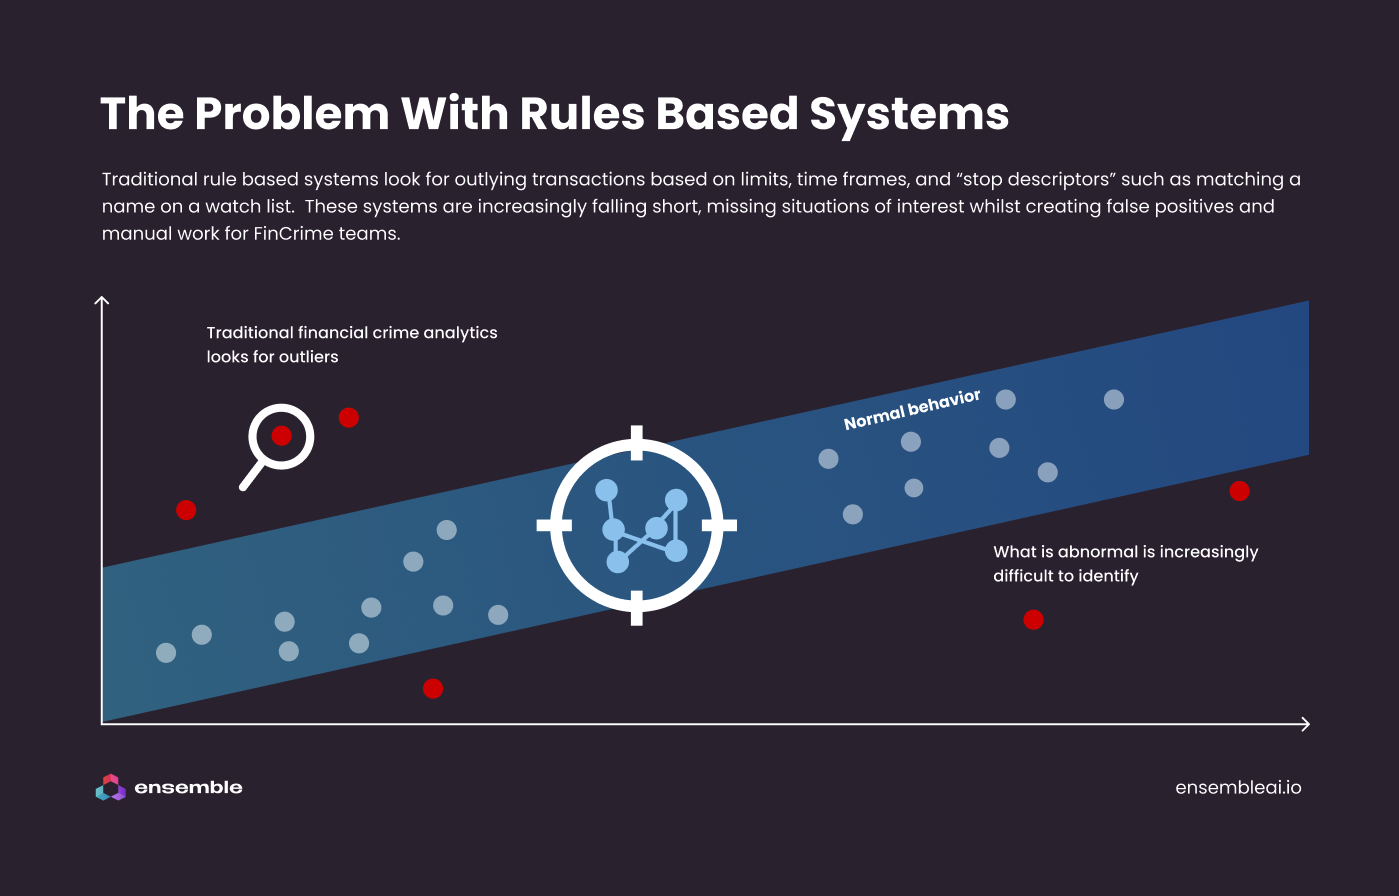 The Problem With Rules Based Systems
Traditional rule based systems look for outlying transactions based on limits, time frames, and “stop descriptors” such as matching a
name on a watch list.  These systems are increasingly falling short, missing situations of interest whilst creating false positives and
manual work for FinCrime teams.
Traditional financial crime analytics
looks for outliers
Normal behavior
What is abnormal is increasingly
difficult to identify
ensemble
ensembleai.io